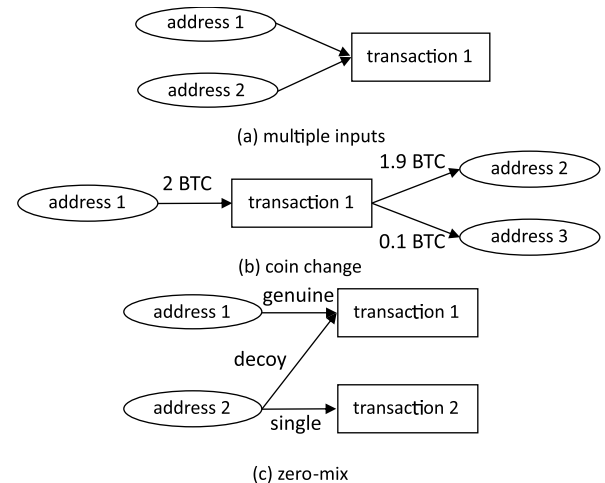 address 1
transaction 1
address 2
(a) multiple inputs
1.9 BTC
address 2
2 BTC
address 1
transaction 1
0.1 BTC
address 3
(b) coin change
genuine
address 1
transaction 1
decoy
address 2
transaction 2
single
(c) zero-mix